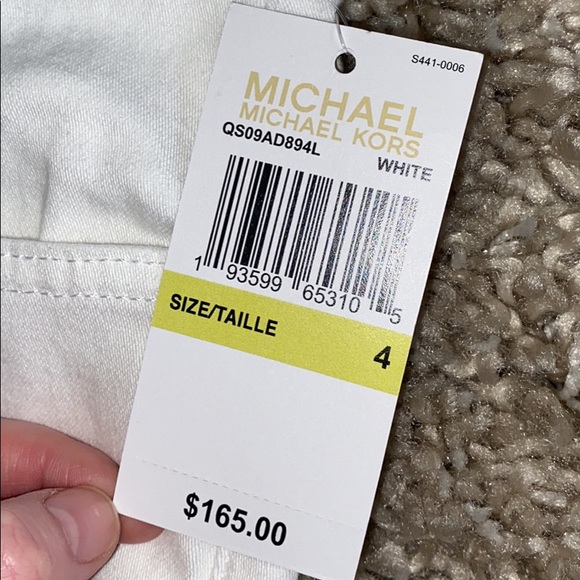 S441-0006
MICHAEL
MICHAEL KORS
QS09AD894L
WHITE
1 93599 65310 5
SIZE/TAILLE
4
$165.00